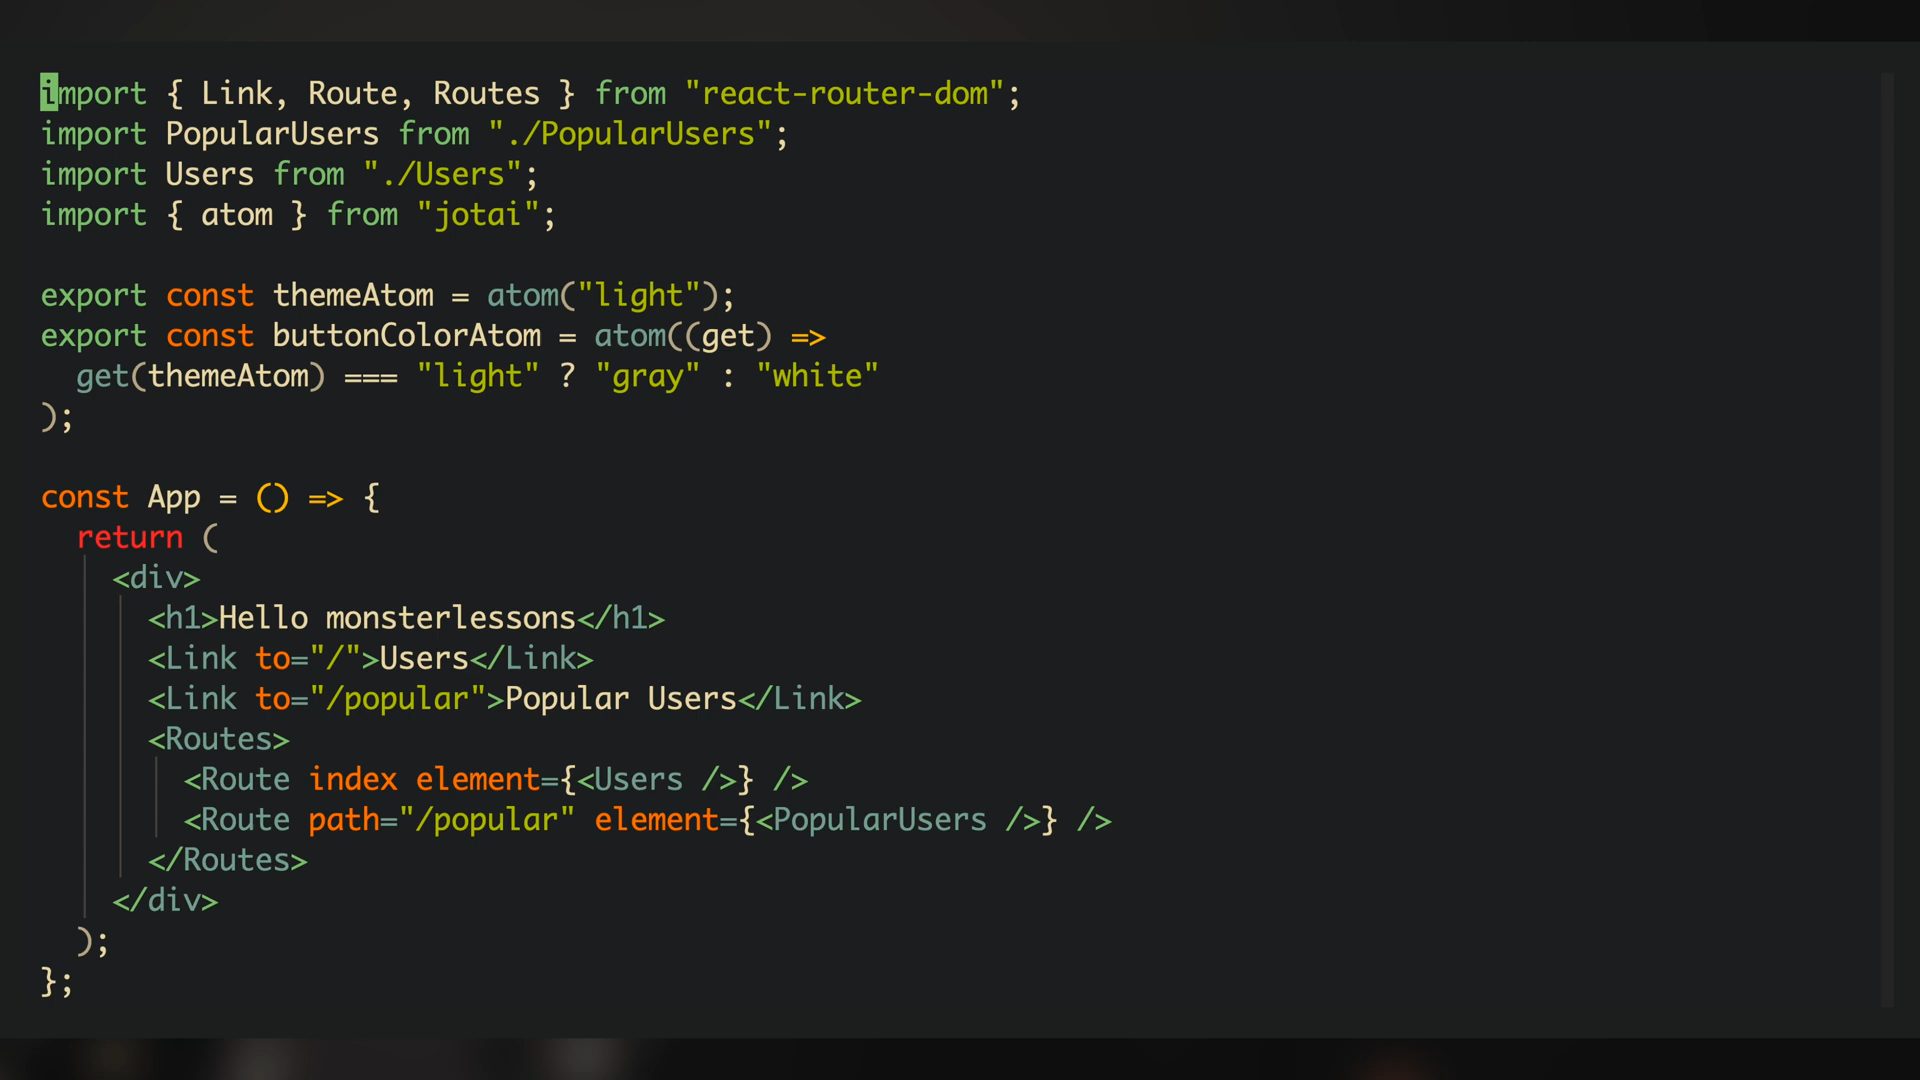 import { Link, Route, Routes } from "react-router-dom";
import PopularUsers from "./PopularUsers";
import Users from "./Users";
import { atom } from "jotai";

export const themeAtom = atom("light");
export const buttonColorAtom = atom((get) =>
  get(themeAtom) === "light" ? "gray" : "white"
);

const App = () => {
  return (
    <div>
      <h1>Hello monsterlessons</h1>
      <Link to="/">Users</Link>
      <Link to="/popular">Popular Users</Link>
      <Routes>
        <Route index element={<Users />} />
        <Route path="/popular" element={<PopularUsers />} />
      </Routes>
    </div>
  );
};